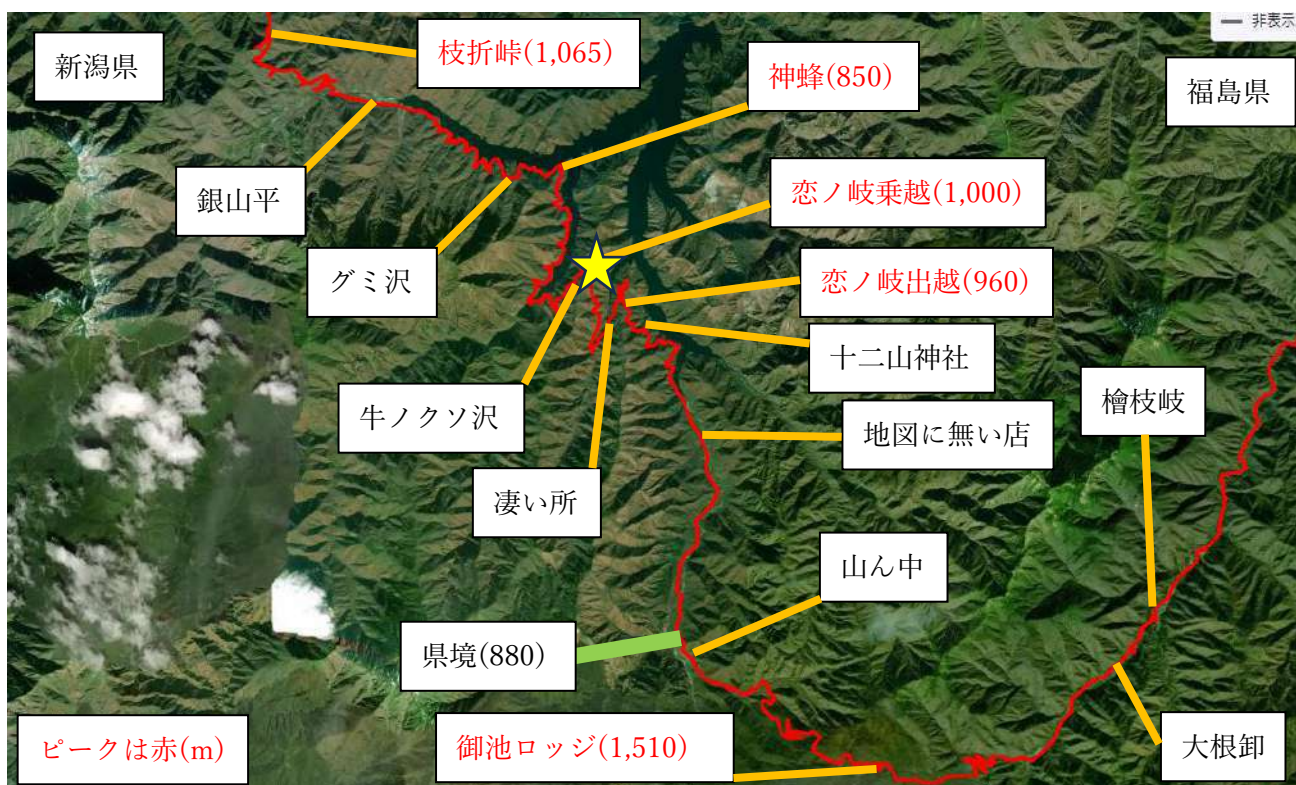 非表示
新潟県
枝折峠(1,065)
神蜂(850)
福島県
銀山平
恋ノ岐乗越(1,000)
グミ沢
恋ノ岐出越(960)
十二山神社
檜枝岐
牛ノクソ沢
地図に無い店
凄い所
山ん中
県境(880)
ピークは赤(m)
御池ロッジ(1,510)
大根卸